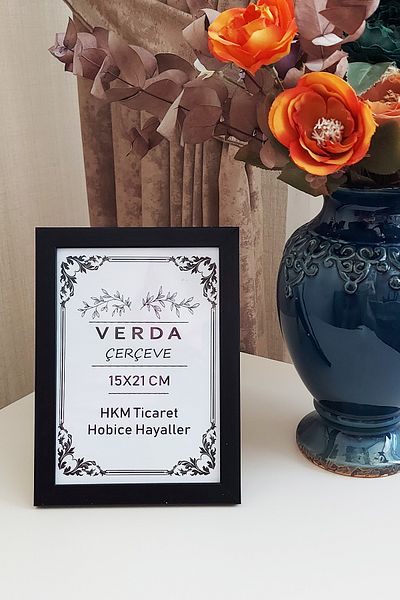 VERDA
ÇERÇEVE
15X21 CM
HKM Ticaret
Hobice Hayaller